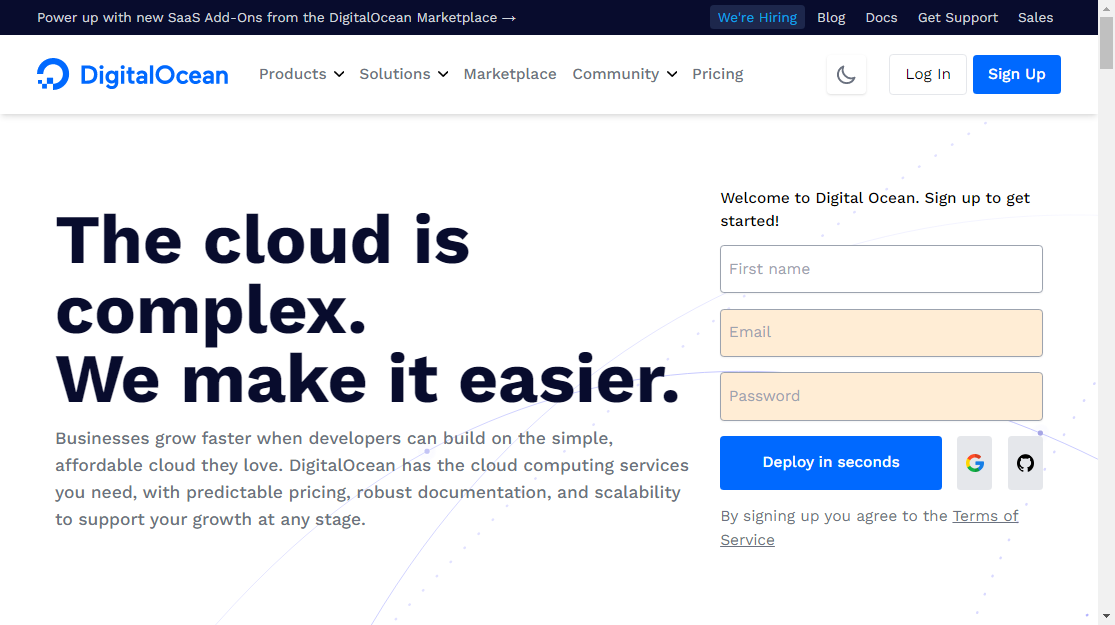 Power up with new SaaS Add-Ons from the DigitalOcean Marketplace →
We're Hiring Blog Docs Get Support Sales
DigitalOcean Products Solutions Marketplace Community Pricing Log In Sign Up
The cloud is
complex.
We make it easier.
Businesses grow faster when developers can build on the simple,
affordable cloud they love. DigitalOcean has the cloud computing services
you need, with predictable pricing, robust documentation, and scalability
to support your growth at any stage.
Welcome to Digital Ocean. Sign up to get
started!
First name
Email
Password
Deploy in seconds
By signing up you agree to the Terms of
Service